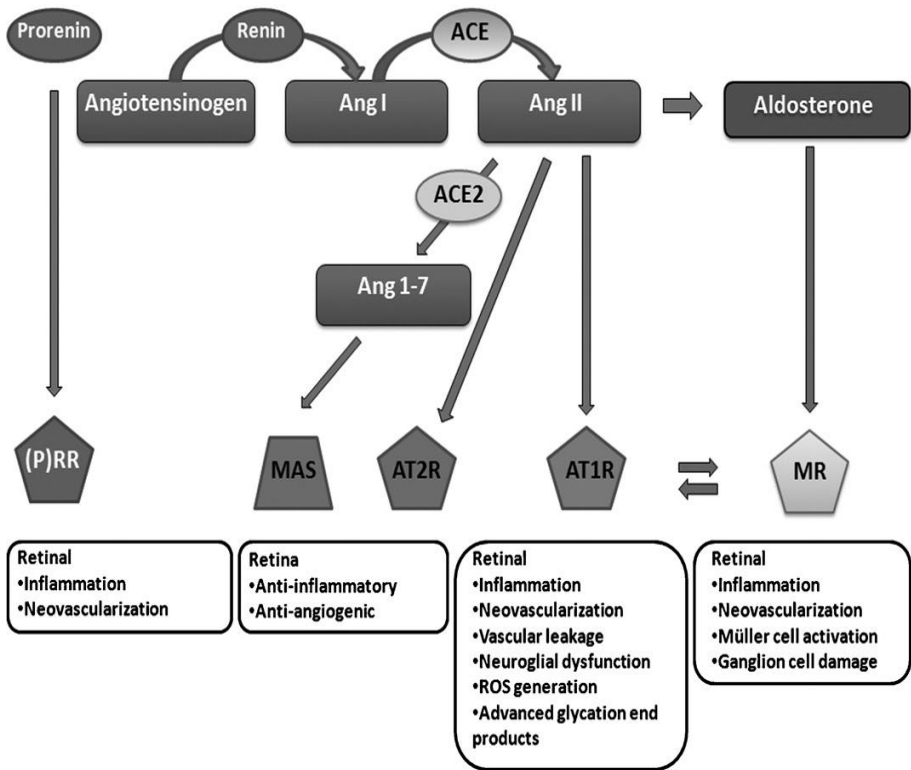 Prorenin
Renin
ACE
Angiotensinogen
Ang I
Ang II
Aldosterone
ACE2
Ang 1-7
(P)RR
MAS
AT2R
AT1R
MR
Retinal
•Inflammation
•Neovascularization
Retina
•Anti-inflammatory
•Anti-angiogenic
Retinal
•Inflammation
•Neovascularization
•Vascular leakage
•Neuroglial dysfunction
•ROS generation
•Advanced glycation end
products
Retinal
•Inflammation
•Neovascularization
•Müller cell activation
•Ganglion cell damage